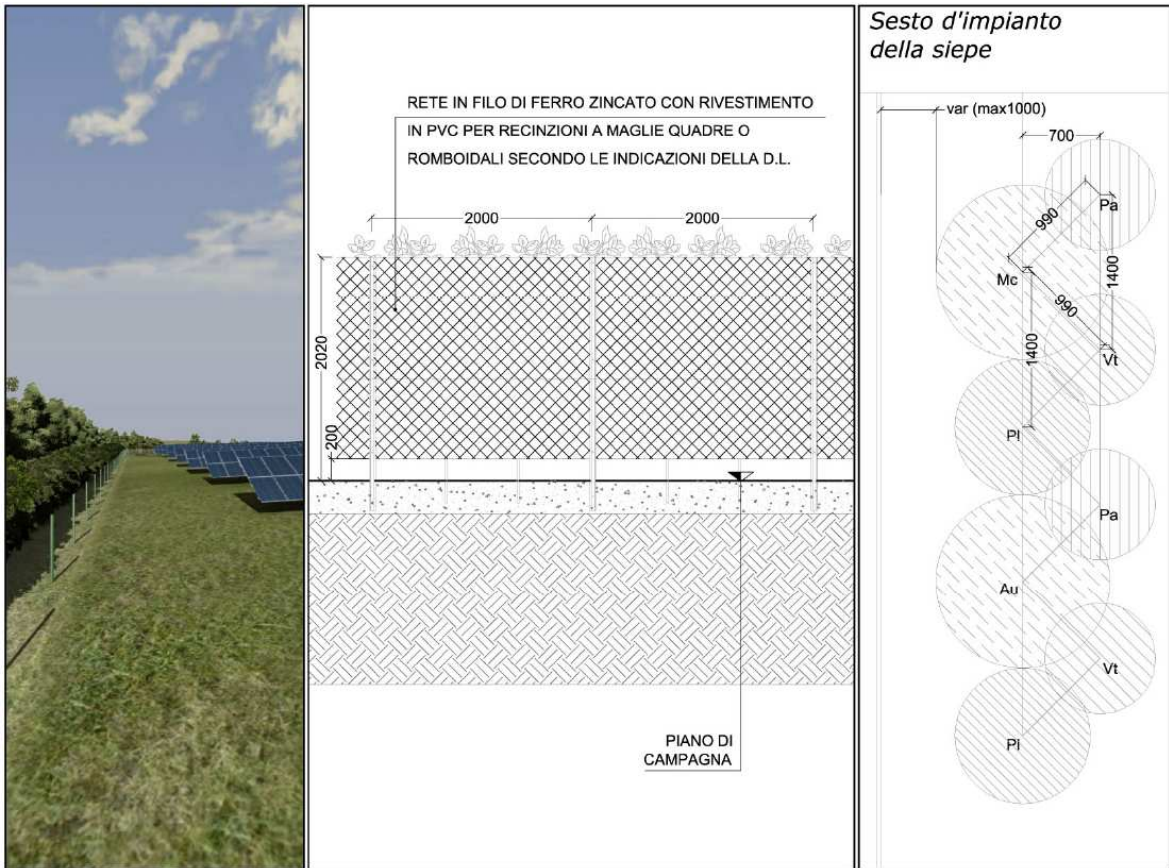 RETE IN FILO DI FERRO ZINCATO CON RIVESTIMENTO
IN PVC PER RECINZIONI A MAGLIE QUADRE O
ROMBOIDALI SECONDO LE INDICAZIONI DELLA D.L.
2000
2000
2020
200
PIANO DI
CAMPAGNA
Sesto d'impianto
della siepe
var (max1000)
700
Pa
990
Mc
1400
990
1400
Vt
Pl
Pa
Au
Vt
Pi